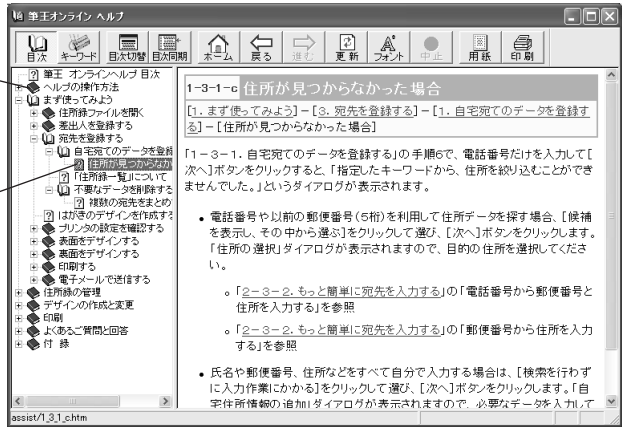 筆王オンライン ヘルプ
目次 キーワード 目次切替 目次同期 ホーム 戻る 進む 更新 フォント 中止 用紙 印刷
筆王 オンラインヘルプ 目次
ヘルプの操作方法
まず使ってみよう
住所録ファイルを開く
差出人を登録する
宛先を登録する
自宅宛てのデータを登録
住所が見つからなか
「住所録一覧」について
不要なデータを削除する
複数の宛先をまとめ
はがきのデザインを作成す
プリンタの設定を確認する
表面をデザインする
裏面をデザインする
印刷する
電子メールで送信する
住所録の管理
デザインの作成と変更
印刷
よくあるご質問と回答
付 録
1-3-1-c 住所が見つからなかった場合
[1. まず使ってみよう]-[3. 宛先を登録する]-[1. 自宅宛てのデータを登録す
る]-[住所が見つからなかった場合]
「1-3-1. 自宅宛てのデータを登録する」の手順6で、電話番号だけを入力して[
次へ]ボタンをクリックすると、「指定したキーワードから、住所を絞り込むことができ
ませんでした。」というダイアログが表示されます。
• 電話番号や以前の郵便番号(5桁)を利用して住所データを探す場合、[候補
を表示し、その中から選ぶ]をクリックして選び、[次へ]ボタンをクリックします。
「住所の選択」ダイアログが表示されますので、目的の住所を選択してくださ
い。
○ 「2-3-2. もっと簡単に宛先を入力する」の「電話番号から郵便番号と
住所を入力する」を参照
○ 「2-3-2. もっと簡単に宛先を入力する」の「郵便番号から住所を入力
する」を参照
• 氏名や郵便番号、住所などをすべて自分で入力する場合は、[検索を行わず
に入力作業にかかる]をクリックして選び、[次へ]ボタンをクリックします。「自
宅住所情報の追加」ダイアログが表示されますので、必要なデータを入力して
assist/1_3_1_c.htm